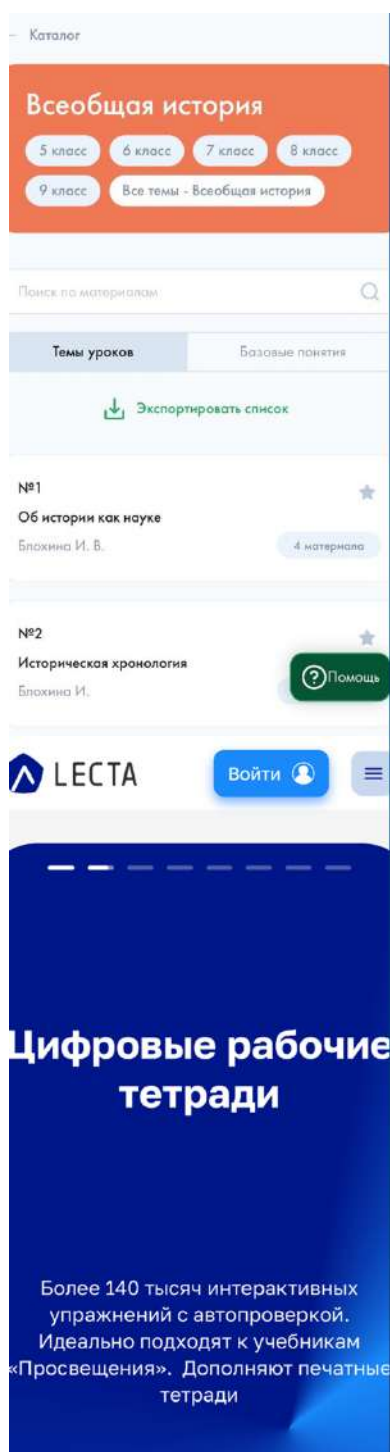 ← Каталог
Всеобщая история
5 класс 6 класс 7 класс 8 класс
9 класс Все темы - Всеобщая история
Поиск по материалам
Темы уроков Базовые понятия
Экспортировать список
№1
Об истории как науке
Блохина И. В.
4 материала
№2
Историческая хронология
Блохина И.
Помощь
LECTA
Войти
Цифровые рабочие
тетради
Более 140 тысяч интерактивных
упражнений с автопроверкой.
Идеально подходят к учебникам
«Просвещения». Дополняют печатные
тетради